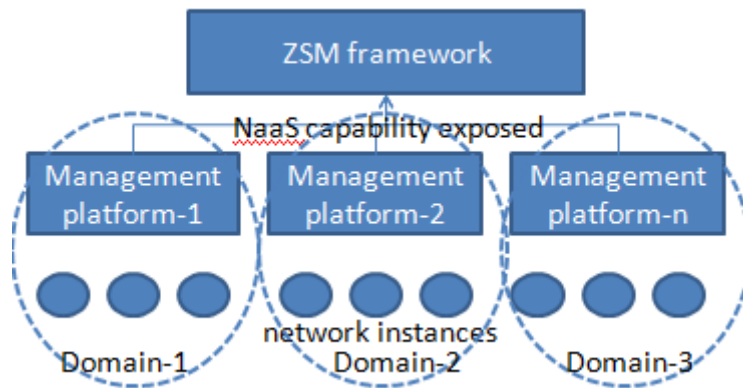 ZSM framework
NaaS capability exposed
Management platform-1
Management platform-2
Management platform-n
network instances
Domain-1
Domain-2
Domain-3